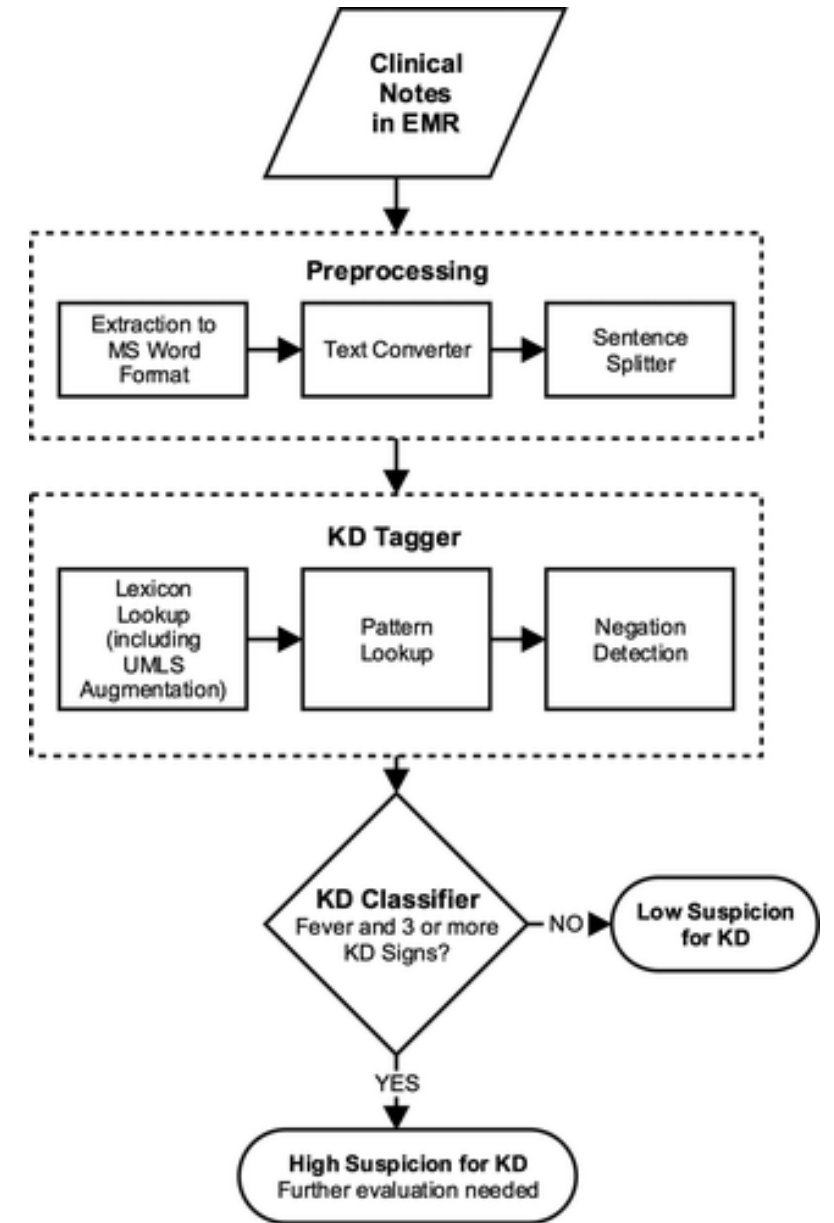 Clinical
Notes
in EMR
Preprocessing
Extraction to
MS Word
Format
Text Converter
Sentence
Splitter
KD Tagger
Lexicon
Lookup
(including
UMLS
Augmentation)
Pattern
Lookup
Negation
Detection
KD Classifier
Fever and 3 or more
KD Signs?
NO
Low Suspicion
for KD
YES
High Suspicion for KD
Further evaluation needed